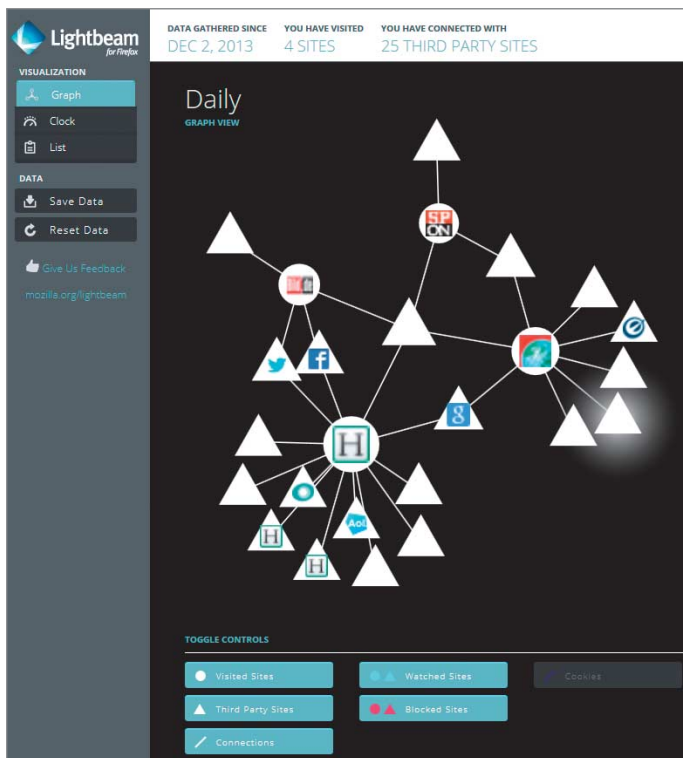 Lightbeam
for Firefox
DATA GATHERED SINCE
DEC 2, 2013
YOU HAVE VISITED
4 SITES
YOU HAVE CONNECTED WITH
25 THIRD PARTY SITES
VISUALIZATION
Graph
Clock
List
DATA
Save Data
Reset Data
Give Us Feedback
mozilla.org/lightbeam
Daily
GRAPH VIEW
SP
ON
f
g
H
Aol
H
H
TOGGLE CONTROLS
Visited Sites
Watched Sites
Cookies
Third Party Sites
Blocked Sites
Connections